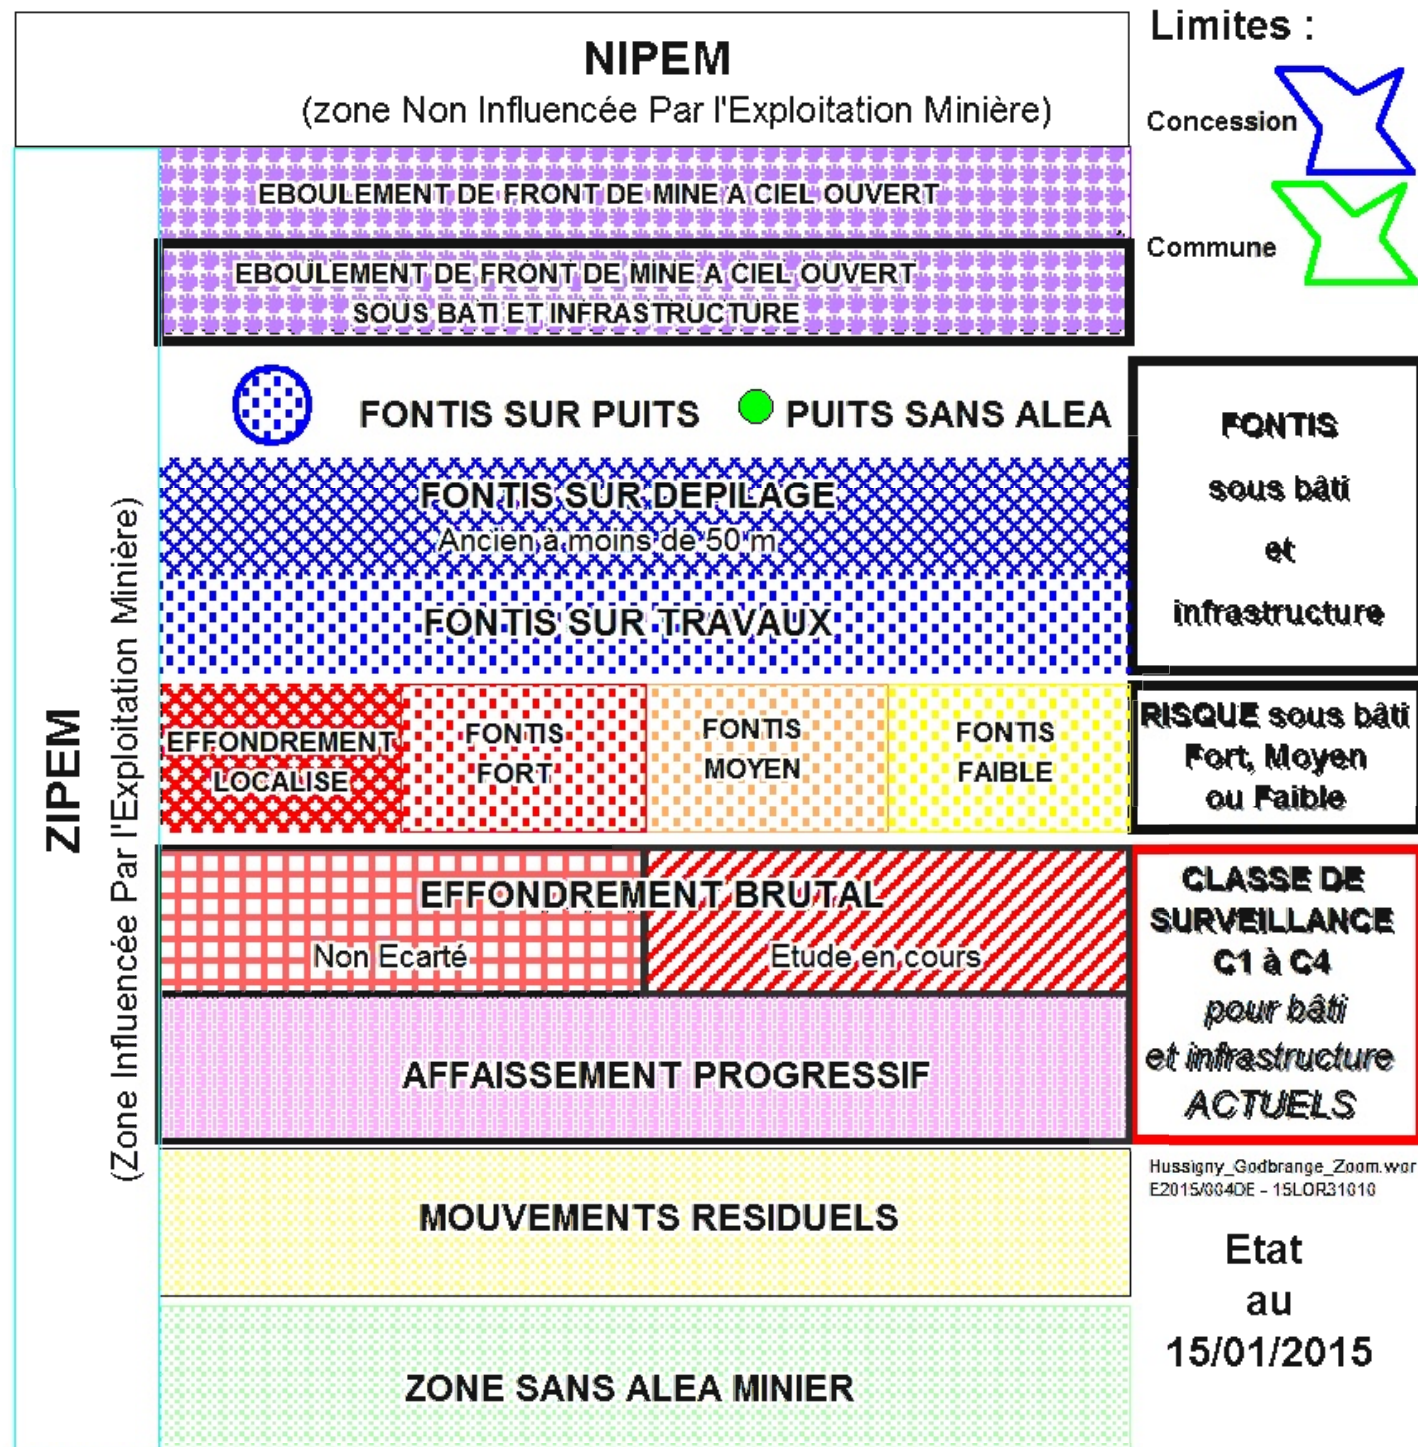 NIPEM
(zone Non Influencée Par l'Exploitation Minière)
Limites :
Concession
Commune
ZIPEM
(Zone Influencée Par l'Exploitation Minière)
EBOULEMENT DE FRONT DE MINE A CIEL OUVERT
EBOULEMENT DE FRONT DE MINE A CIEL OUVERT
SOUS BATI ET INFRASTRUCTURE
FONTIS SUR PUITS
PUITS SANS ALEA
FONTIS SUR DEPILAGE
Ancien à moins de 50 m
FONTIS SUR TRAVAUX
FONTIS
sous bâti
et
infrastructure
EFFONDREMENT
LOCALISE
FONTIS
FORT
FONTIS
MOYEN
FONTIS
FAIBLE
RISQUE sous bâti
Fort, Moyen
ou Faible
EFFONDREMENT BRUTAL
Non Ecarté
Etude en cours
AFFAISSEMENT PROGRESSIF
CLASSE DE
SURVEILLANCE
C1 à C4
pour bâti
et infrastructure
ACTUELS
MOUVEMENTS RESIDUELS
ZONE SANS ALEA MINIER
Hussigny_Godbrange_Zoom.wor
E2015/004DE - 15LOR31010
Etat
au
15/01/2015